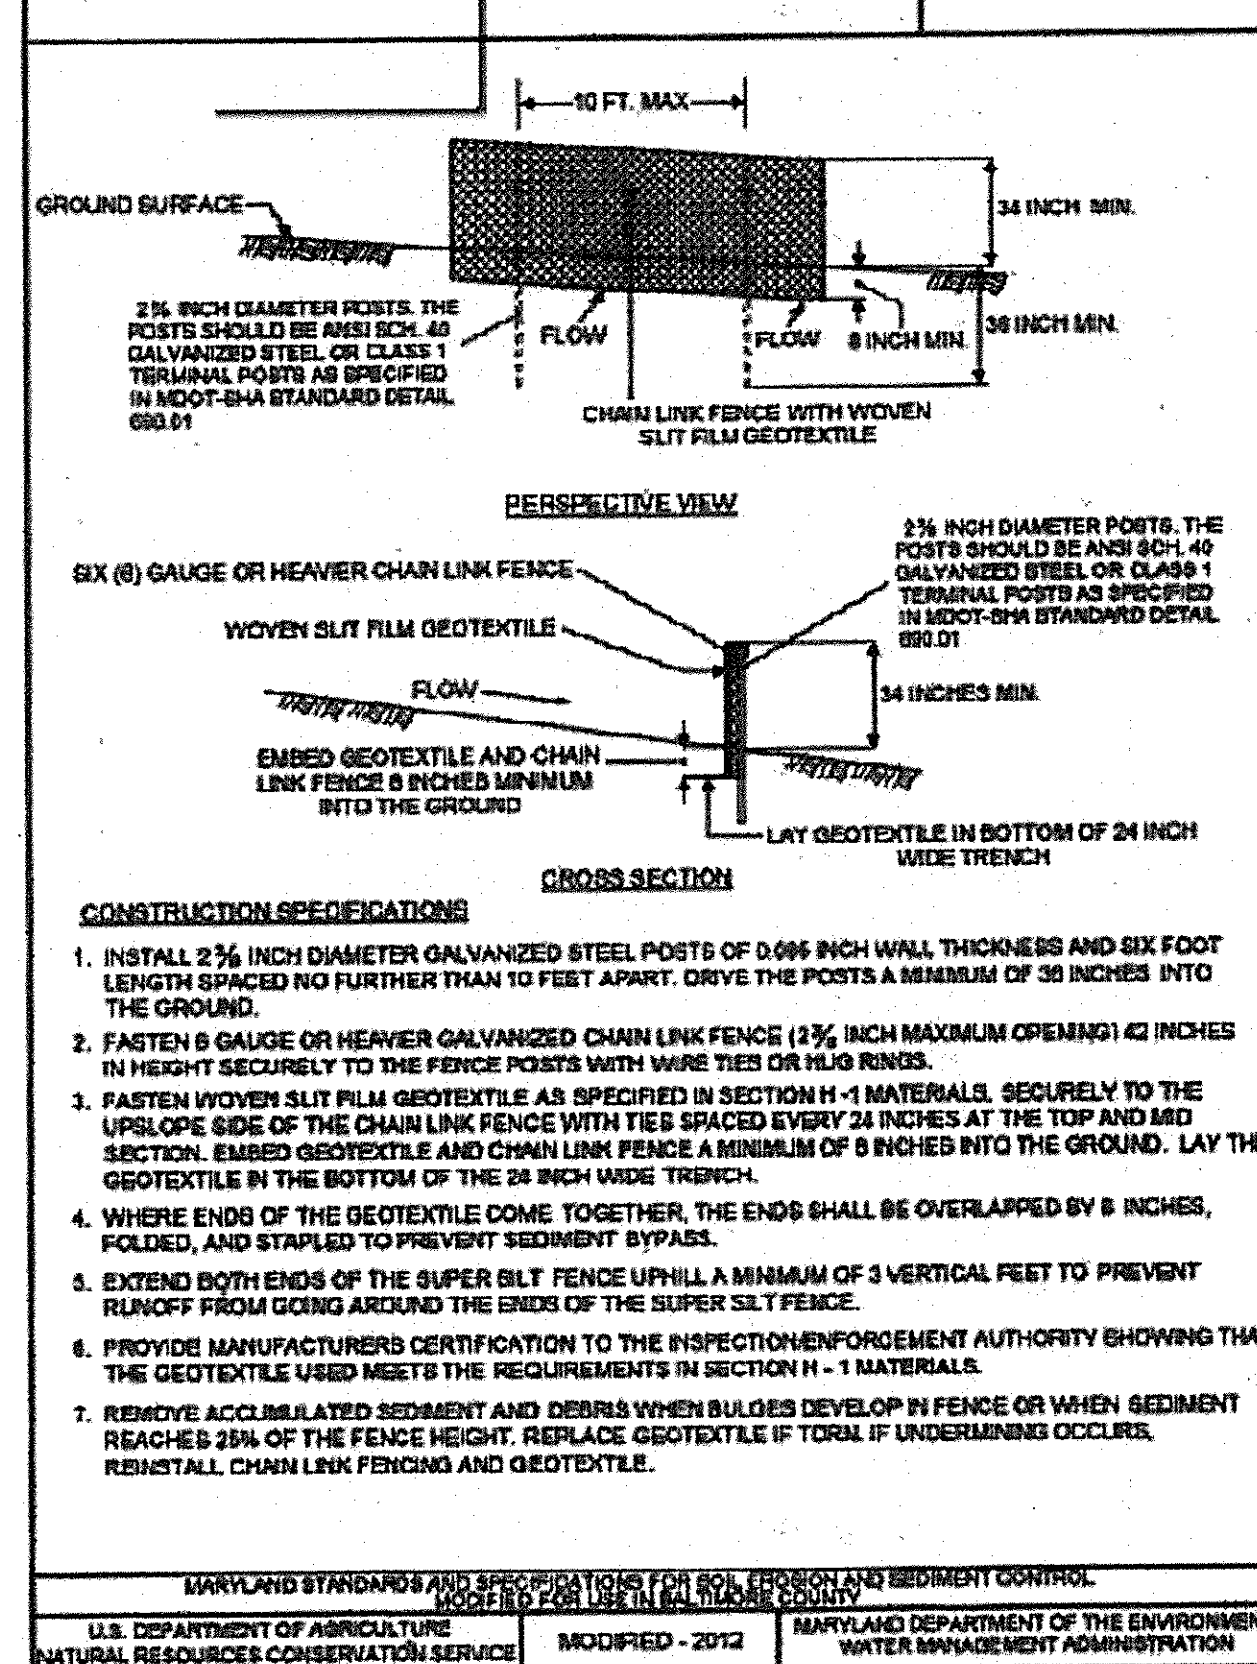 10 FT. MAX
GROUND SURFACE
34 INCH MIN.
2 3/8 INCH DIAMETER POSTS. THE
POSTS SHOULD BE ANSI SCH. 40
GALVANIZED STEEL OR CLASS 1
TERMINAL POSTS AS SPECIFIED
IN MDOT-SHA STANDARD DETAIL
690.01
FLOW
FLOW
8 INCH MIN.
36 INCH MIN.
CHAIN LINK FENCE WITH WOVEN
SLIT FILM GEOTEXTILE
PERSPECTIVE VIEW
2 3/8 INCH DIAMETER POSTS. THE
POSTS SHOULD BE ANSI SCH. 40
GALVANIZED STEEL OR CLASS 1
TERMINAL POSTS AS SPECIFIED
IN MDOT-SHA STANDARD DETAIL
690.01
SIX (6) GAUGE OR HEAVIER CHAIN LINK FENCE
WOVEN SLIT FILM GEOTEXTILE
FLOW
34 INCHES MIN.
EMBED GEOTEXTILE AND CHAIN
LINK FENCE 8 INCHES MINIMUM
INTO THE GROUND
LAY GEOTEXTILE IN BOTTOM OF 24 INCH
WIDE TRENCH
CROSS SECTION
CONSTRUCTION SPECIFICATIONS
1. INSTALL 2 3/8 INCH DIAMETER GALVANIZED STEEL POSTS OF 0.095 INCH WALL THICKNESS AND SIX FOOT
LENGTH SPACED NO FURTHER THAN 10 FEET APART. DRIVE THE POSTS A MINIMUM OF 36 INCHES INTO
THE GROUND.
2. FASTEN 6 GAUGE OR HEAVIER GALVANIZED CHAIN LINK FENCE (2 3/8 INCH MAXIMUM OPENING) 42 INCHES
IN HEIGHT SECURELY TO THE FENCE POSTS WITH WIRE TIES OR HUG RINGS.
3. FASTEN WOVEN SLIT FILM GEOTEXTILE AS SPECIFIED IN SECTION H -1 MATERIALS. SECURELY TO THE
UPSLOPE SIDE OF THE CHAIN LINK FENCE WITH TIES SPACED EVERY 24 INCHES AT THE TOP AND MID
SECTION. EMBED GEOTEXTILE AND CHAIN LINK FENCE A MINIMUM OF 8 INCHES INTO THE GROUND. LAY THE
GEOTEXTILE IN THE BOTTOM OF THE 24 INCH WIDE TRENCH.
4. WHERE ENDS OF THE GEOTEXTILE COME TOGETHER, THE ENDS SHALL BE OVERLAPPED BY 8 INCHES,
FOLDED, AND STAPLED TO PREVENT SEDIMENT BYPASS.
5. EXTEND BOTH ENDS OF THE SUPER SILT FENCE UPHILL A MINIMUM OF 3 VERTICAL FEET TO PREVENT
RUNOFF FROM GOING AROUND THE ENDS OF THE SUPER SILT FENCE.
6. PROVIDE MANUFACTURERS CERTIFICATION TO THE INSPECTION/ENFORCEMENT AUTHORITY SHOWING THA
THE GEOTEXTILE USED MEETS THE REQUIREMENTS IN SECTION H - 1 MATERIALS.
7. REMOVE ACCUMULATED SEDIMENT AND DEBRIS WHEN BULGES DEVELOP IN FENCE OR WHEN SEDIMENT
REACHES 25% OF THE FENCE HEIGHT. REPLACE GEOTEXTILE IF TORN. IF UNDERMINING OCCURS,
REINSTALL CHAIN LINK FENCING AND GEOTEXTILE.
MARYLAND STANDARDS AND SPECIFICATIONS FOR SOIL EROSION AND SEDIMENT CONTROL
MODIFIED FOR USE IN BALTIMORE COUNTY
U.S. DEPARTMENT OF AGRICULTURE
NATURAL RESOURCES CONSERVATION SERVICE
MODIFIED - 2012
MARYLAND DEPARTMENT OF THE ENVIRONMEN
WATER MANAGEMENT ADMINISTRATION